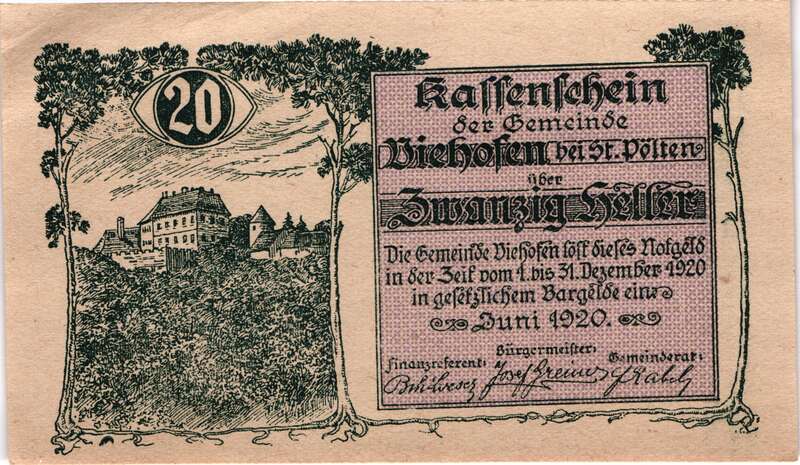 20
Kassenschein
der Gemeinde
Viehofen bei St. Pölten
über
Zwanzig Heller
Die Gemeinde Viehofen löst dieses Notgeld
in der Zeit vom 1. bis 31. Dezember 1920
in gesetzlichem Bargelde ein.
Juni 1920.
Finanzreferent: Bürgermeister: Gemeinderat:
Josef